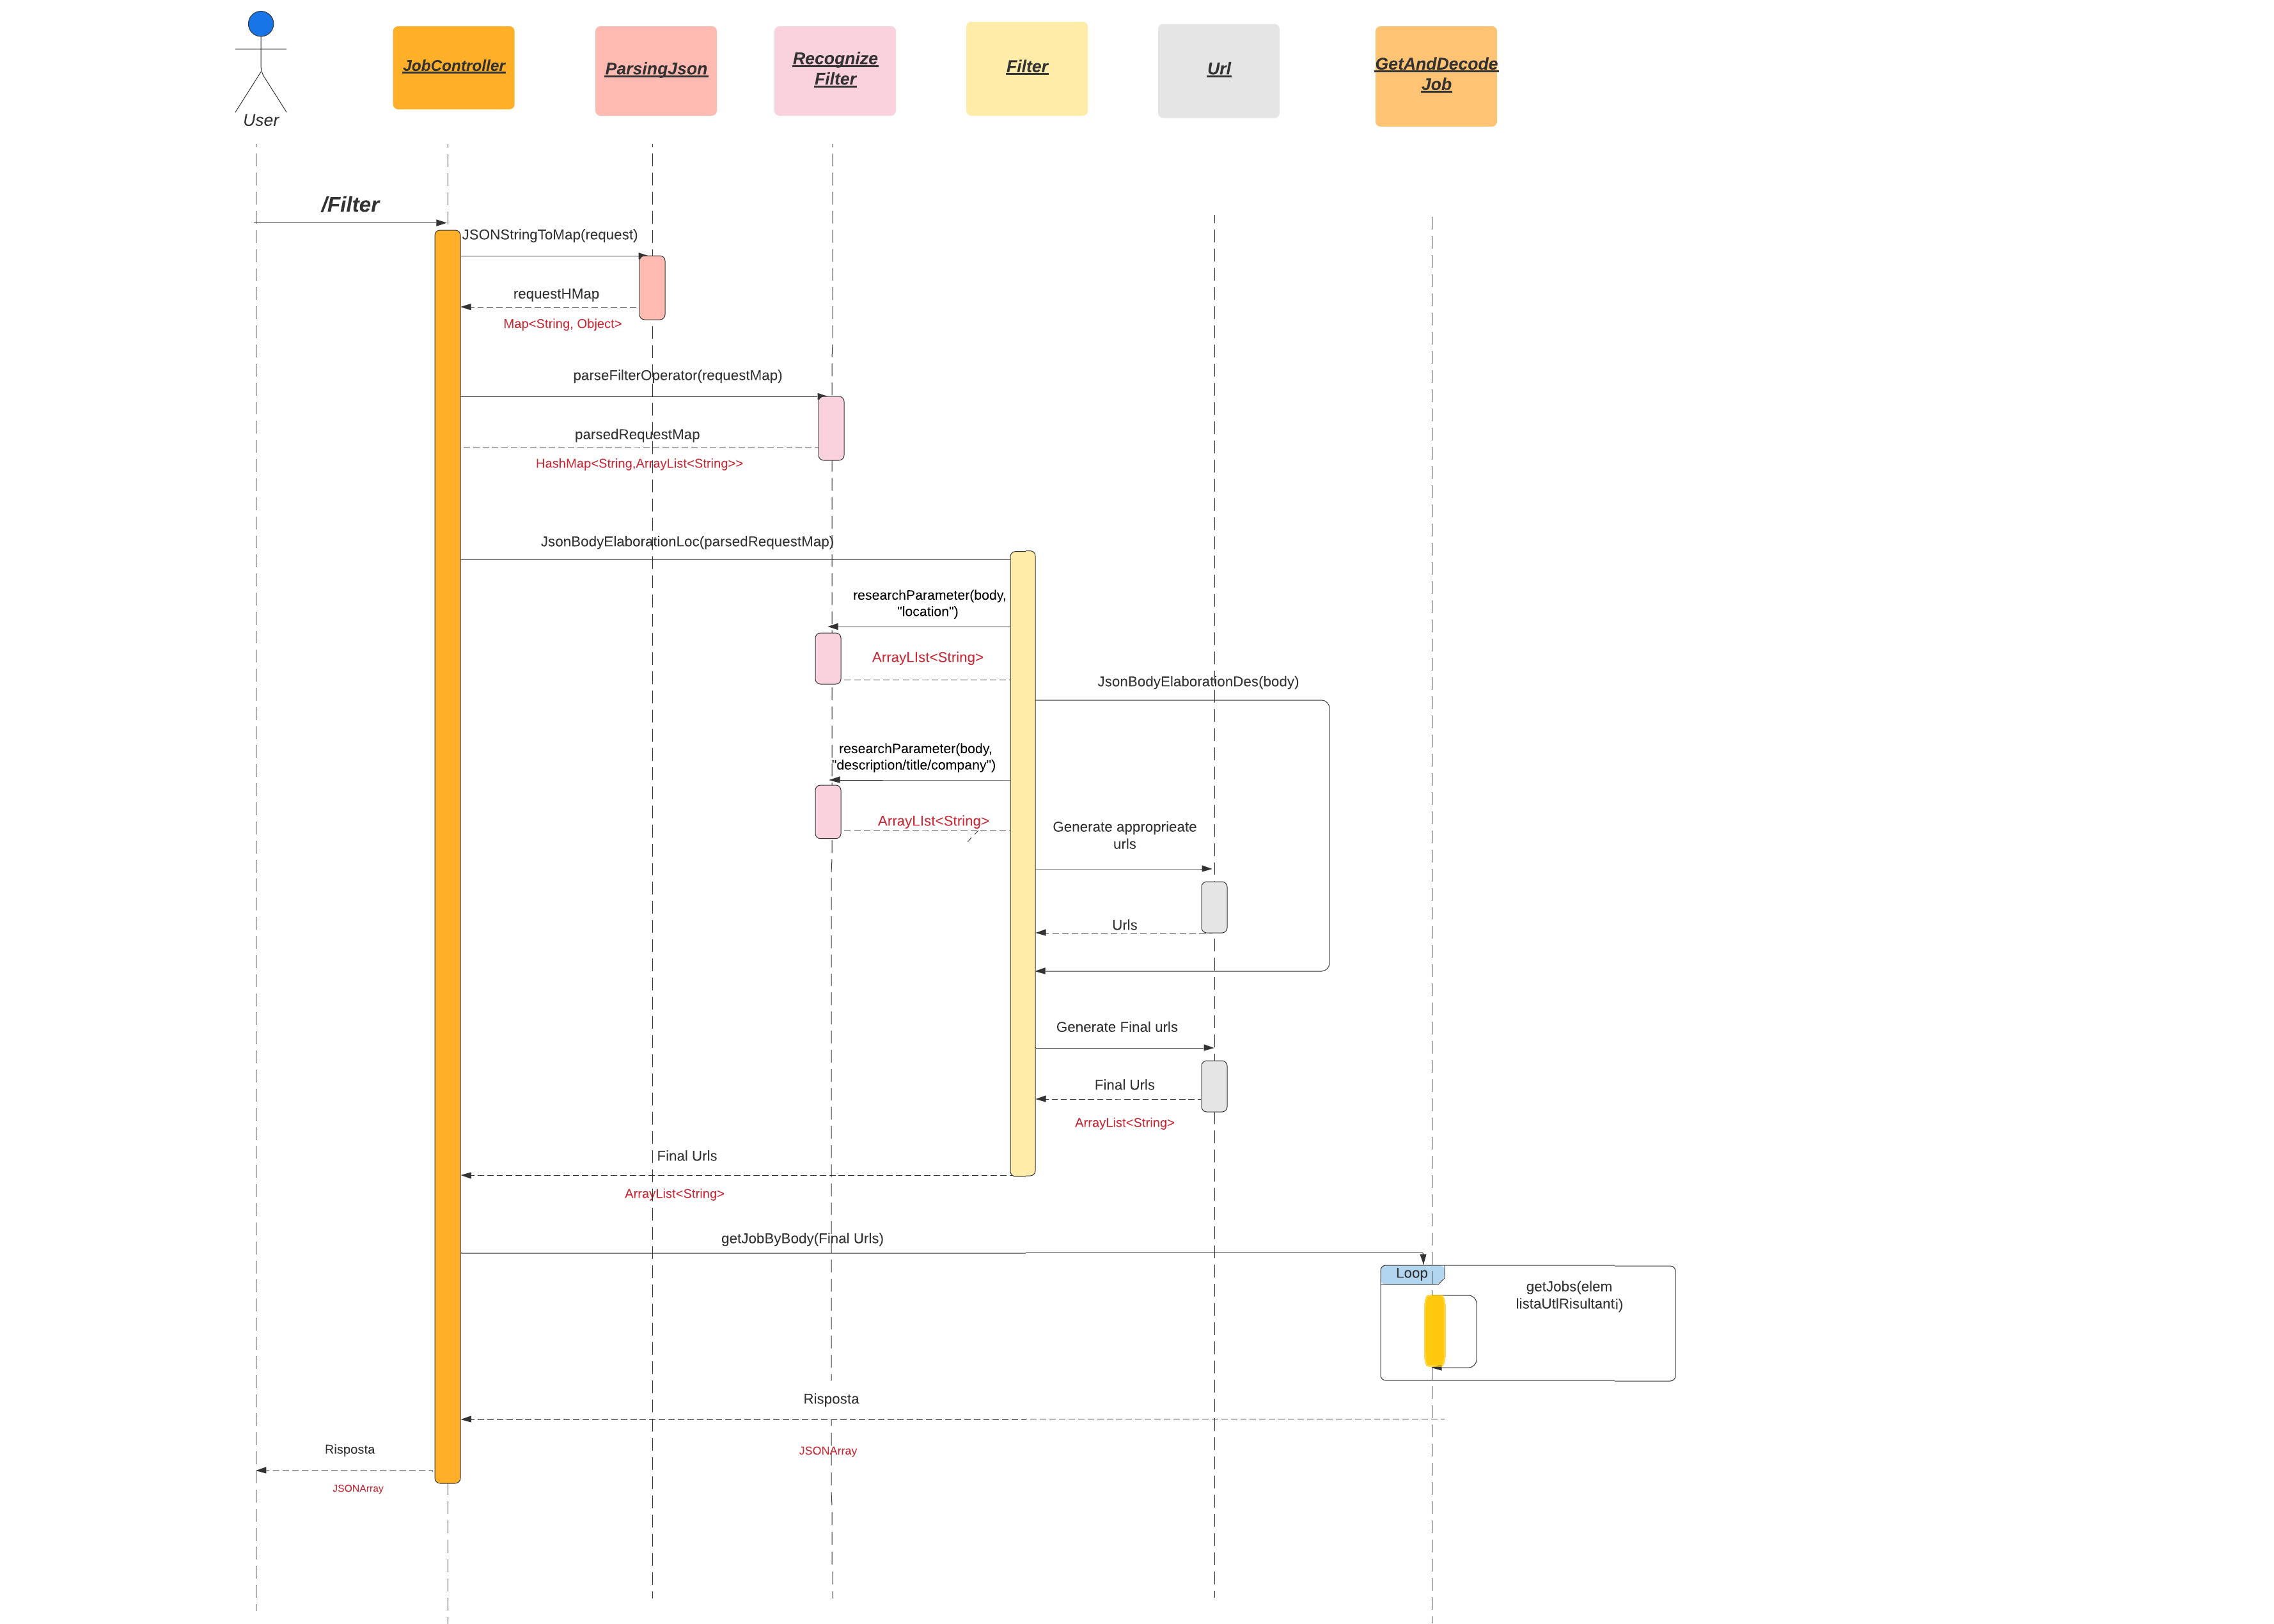 User
JobController
ParsingJson
Recognize
Filter
Filter
Url
GetAndDecode
Job
/Filter
JSONStringToMap(request)
requestHMap
Map<String, Object>
parseFilterOperator(requestMap)
parsedRequestMap
HashMap<String,ArrayList<String>>
JsonBodyElaborationLoc(parsedRequestMap)
researchParameter(body,
"location")
ArrayLIst<String>
JsonBodyElaborationDes(body)
researchParameter(body,
"description/title/company")
ArrayLIst<String>
Generate approprieate
urls
Urls
Generate Final urls
Final Urls
ArrayList<String>
Final Urls
ArrayList<String>
getJobByBody(Final Urls)
Loop
getJobs(elem
listaUtlRisultanti)
Risposta
JSONArray
Risposta
JSONArray